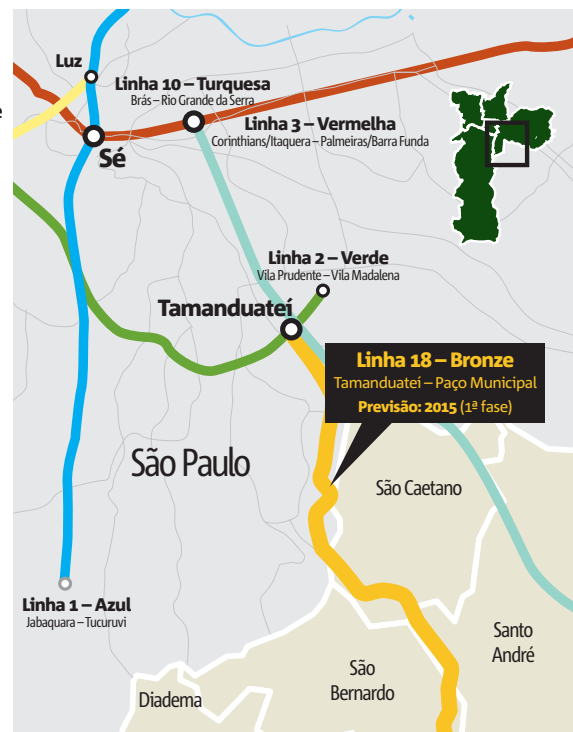 Luz
Linha 10 – Turquesa
Brás – Rio Grande da Serra
Linha 3 – Vermelha
Corinthians/Itaquera – Palmeiras/Barra Funda
e
Sé
Linha 2 – Verde
Vila Prudente – Vila Madalena
Tamanduateí
Linha 18 – Bronze
Tamanduateí – Paço Municipal
Previsão: 2015 (1ª fase)
São Paulo
São Caetano
Linha 1 – Azul
Jabaquara – Tucuruvi
Santo
André
São
Bernardo
Diadema